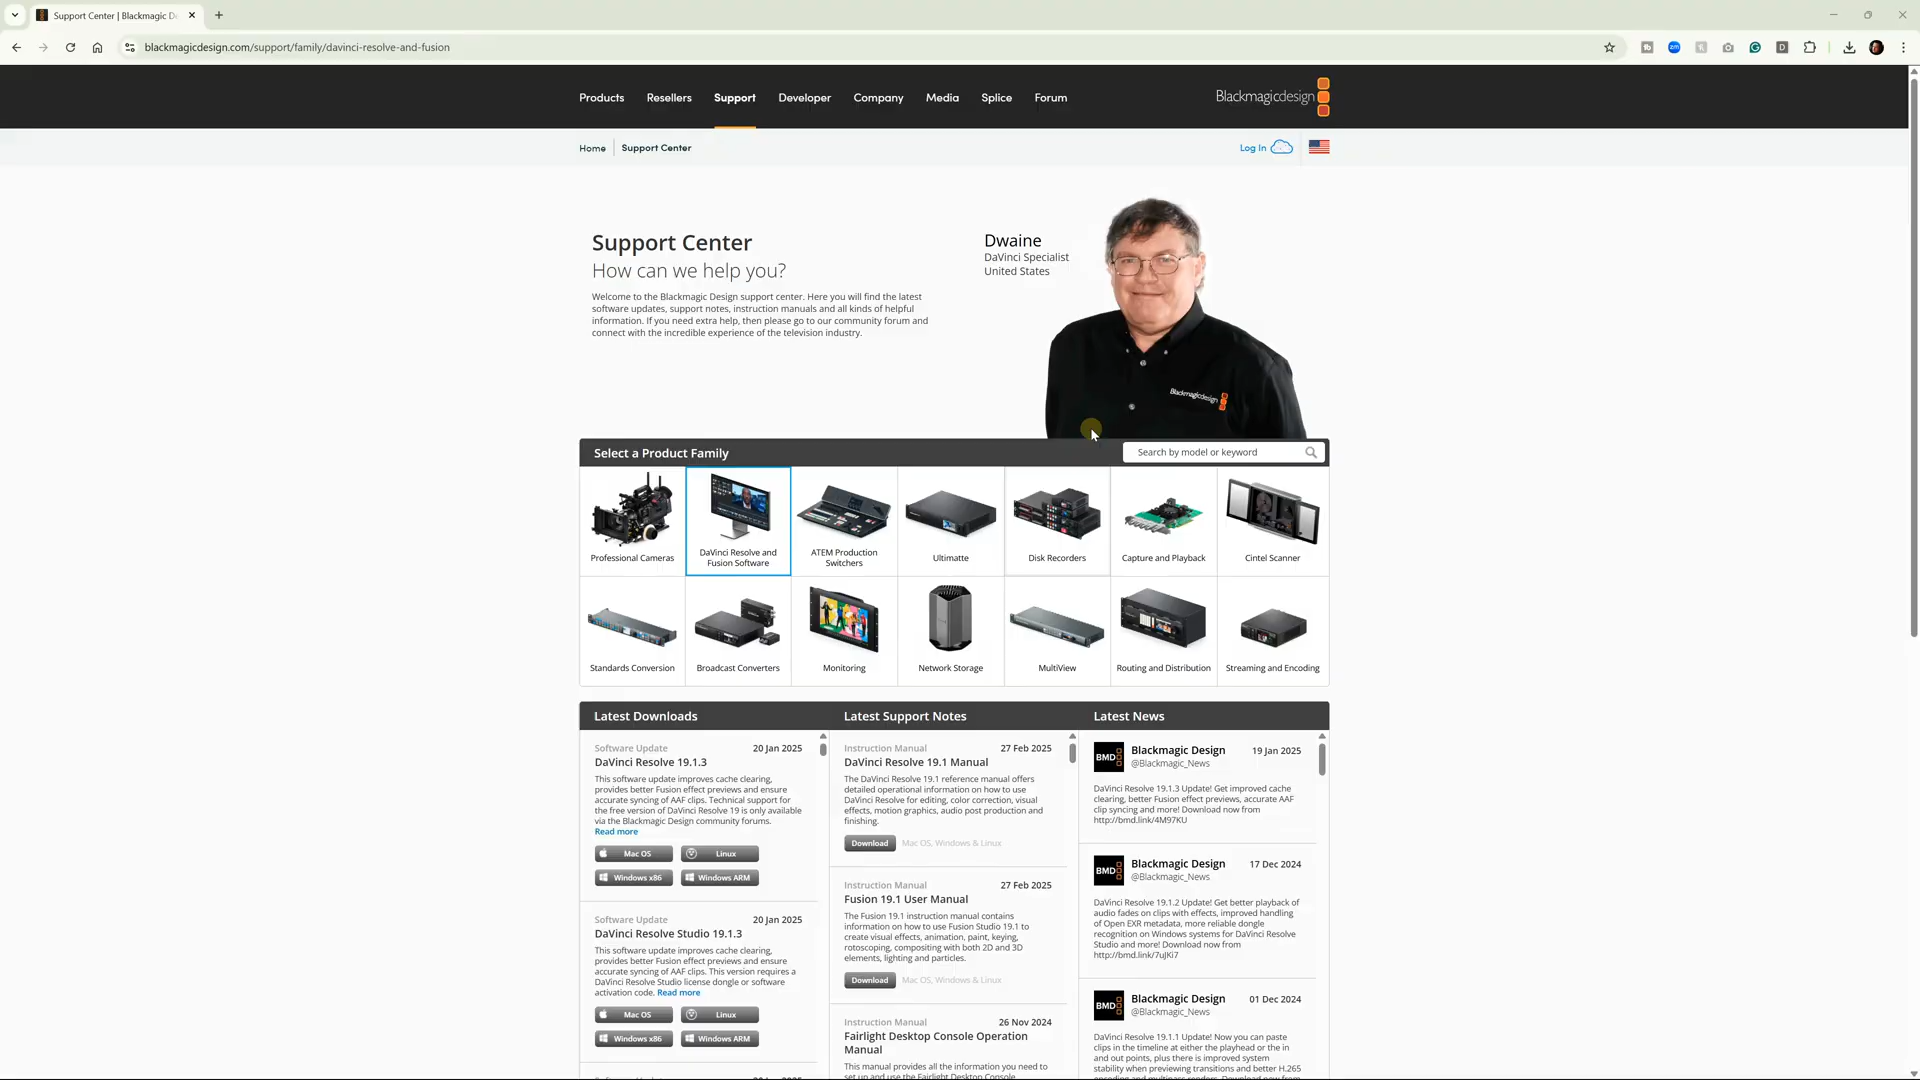 Support Center | Blackmagic De
blackmagicdesign.com/support/family/davinci-resolve-and-fusion
Products
Resellers
Support
Developer
Company
Media
Splice
Forum
Blackmagicdesign
Home
Support Center
Log In
Support Center
How can we help you?
Welcome to the Blackmagic Design support center. Here you will find the latest
software updates, support notes, instruction manuals and all kinds of helpful
information. If you need extra help, then please go to our community forum and
connect with the incredible experience of the television industry.
Dwaine
DaVinci Specialist
United States
Blackmagicdesign
Select a Product Family
Search by model or keyword
Professional Cameras
DaVinci Resolve and
Fusion Software
ATEM Production
Switchers
Ultimatte
Disk Recorders
Capture and Playback
Cintel Scanner
Standards Conversion
Broadcast Converters
Monitoring
Network Storage
MultiView
Routing and Distribution
Streaming and Encoding
Latest Downloads
Software Update
20 Jan 2025
DaVinci Resolve 19.1.3
This software update improves cache clearing,
provides better Fusion effect previews and ensure
accurate syncing of AAF clips. Technical support for
the free version of DaVinci Resolve 19 is only available
via the Blackmagic Design community forums.
Read more
Mac OS
Linux
Windows x86
Windows ARM
Software Update
20 Jan 2025
DaVinci Resolve Studio 19.1.3
This software update improves cache clearing,
provides better Fusion effect previews and ensure
accurate syncing of AAF clips. This version requires a
DaVinci Resolve Studio license dongle or software
activation code. Read more
Mac OS
Linux
Windows x86
Windows ARM
Latest Support Notes
Instruction Manual
27 Feb 2025
DaVinci Resolve 19.1 Manual
The DaVinci Resolve 19.1 reference manual offers
detailed operational information on how to use
DaVinci Resolve for editing, color correction, visual
effects, motion graphics, audio post production and
finishing.
Download
Mac OS, Windows & Linux
Instruction Manual
27 Feb 2025
Fusion 19.1 User Manual
The Fusion 19.1 instruction manual contains
information on how to use Fusion Studio 19.1 to
create visual effects, animation, paint, keying,
rotoscoping, compositing with both 2D and 3D
elements, lighting and particles.
Download
Mac OS, Windows & Linux
Instruction Manual
26 Nov 2024
Fairlight Desktop Console Operation
Manual
This manual provides all the information you need to
set up and use the Fairlight Desktop Console
Latest News
BMD
Blackmagic Design
19 Jan 2025
@Blackmagic_News
DaVinci Resolve 19.1.3 Update! Get improved cache
clearing, better Fusion effect previews, accurate AAF
clip syncing and more! Download now from
http://bmd.link/4M97KU
BMD
Blackmagic Design
17 Dec 2024
@Blackmagic_News
DaVinci Resolve 19.1.2 Update! Get better playback of
audio fades on clips with effects, improved handling
of Open EXR metadata, more reliable dongle
recognition on Windows systems for DaVinci Resolve
Studio and more! Download now from
http://bmd.link/7uJKi7
BMD
Blackmagic Design
01 Dec 2024
@Blackmagic_News
DaVinci Resolve 19.1.1 Update! Now you can paste
clips in the timeline at either the playhead or the in
and out points, plus there is improved system
stability when previewing transitions and better H.265